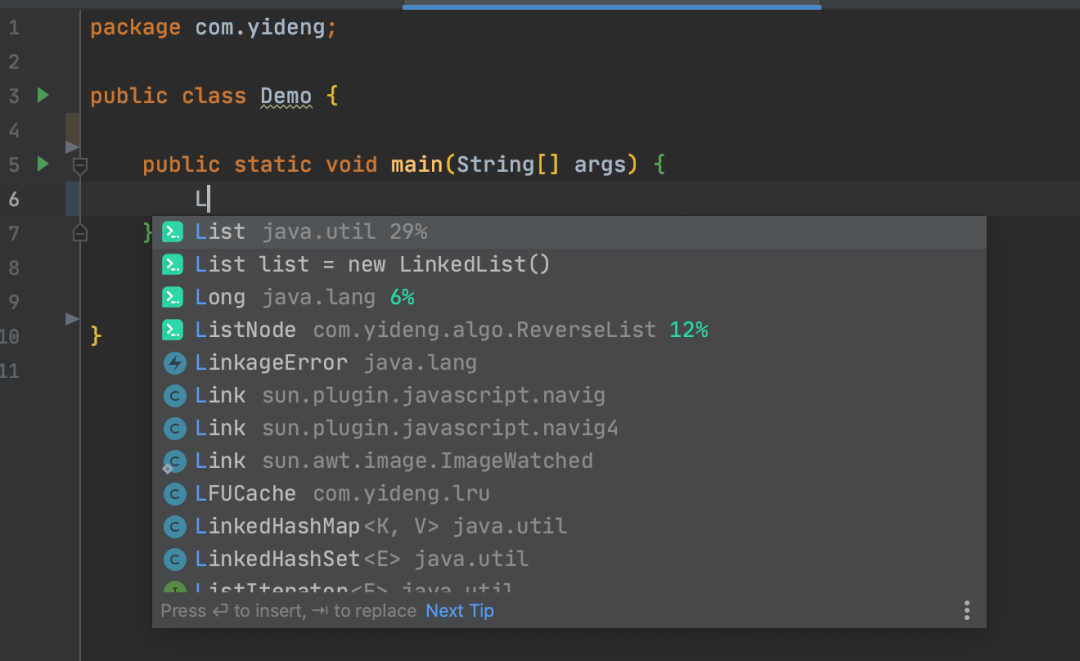 1 package com.yideng;
2
3 public class Demo {
4
5 public static void main(String[] args) {
6 L
7 }
8
9
10 }
11
List java.util 29%
List list = new LinkedList()
Long java.lang 6%
ListNode com.yideng.algo.ReverseList 12%
LinkageError java.lang
Link sun.plugin.javascript.navig
Link sun.plugin.javascript.navig4
Link sun.awt.image.ImageWatched
LFUCache com.yideng.lru
LinkedHashMap<K, V> java.util
LinkedHashSet<E> java.util
ListIterator<E> java.util
Press ⏎ to insert, ⇥ to replace Next Tip